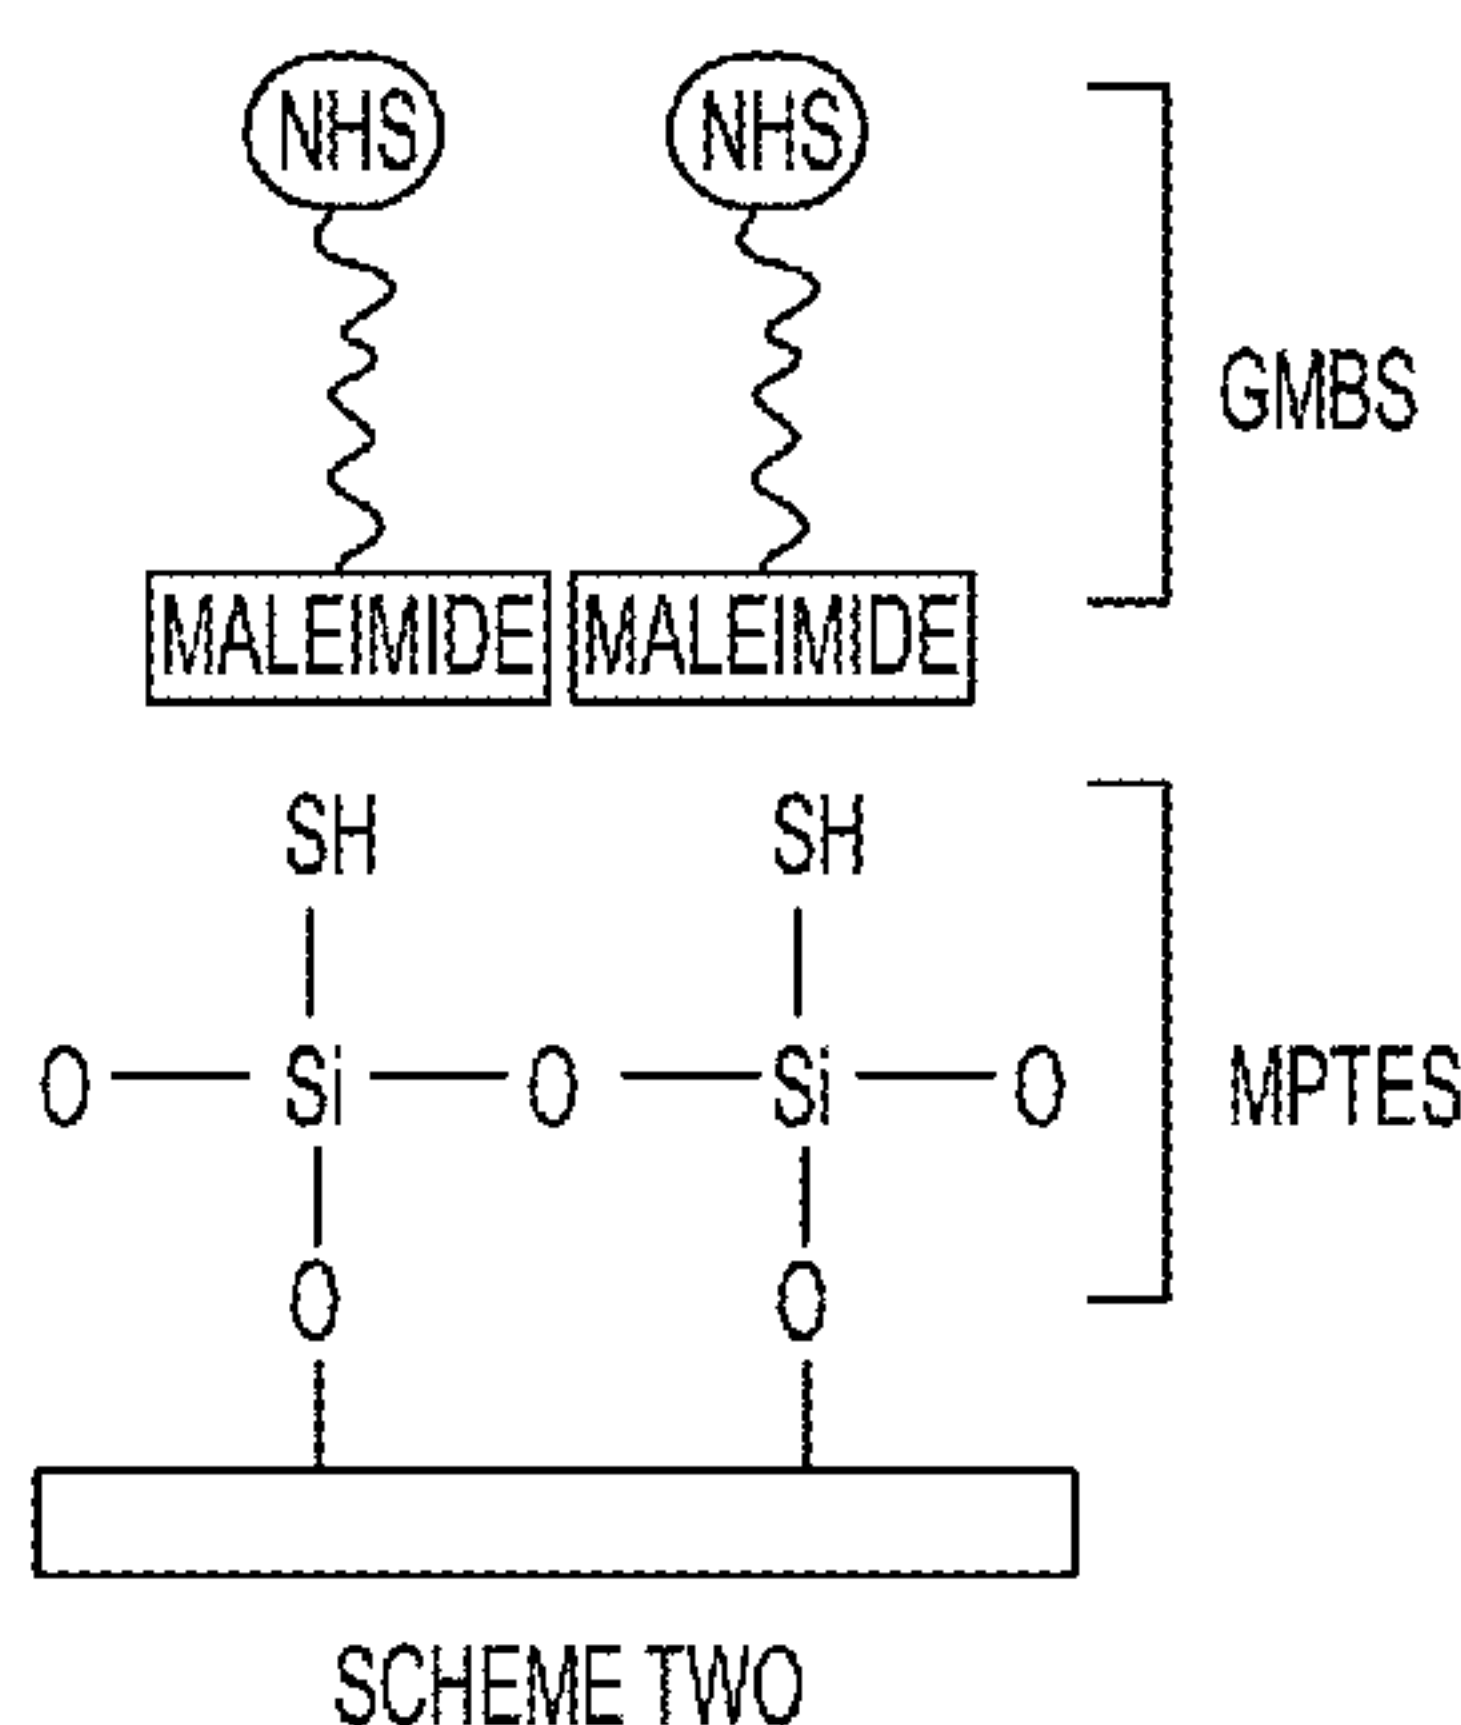 NHS NHS
GMBS
MALEIMIDE MALEIMIDE
SH SH
O Si O Si O MPTES
O O
SCHEME TWO